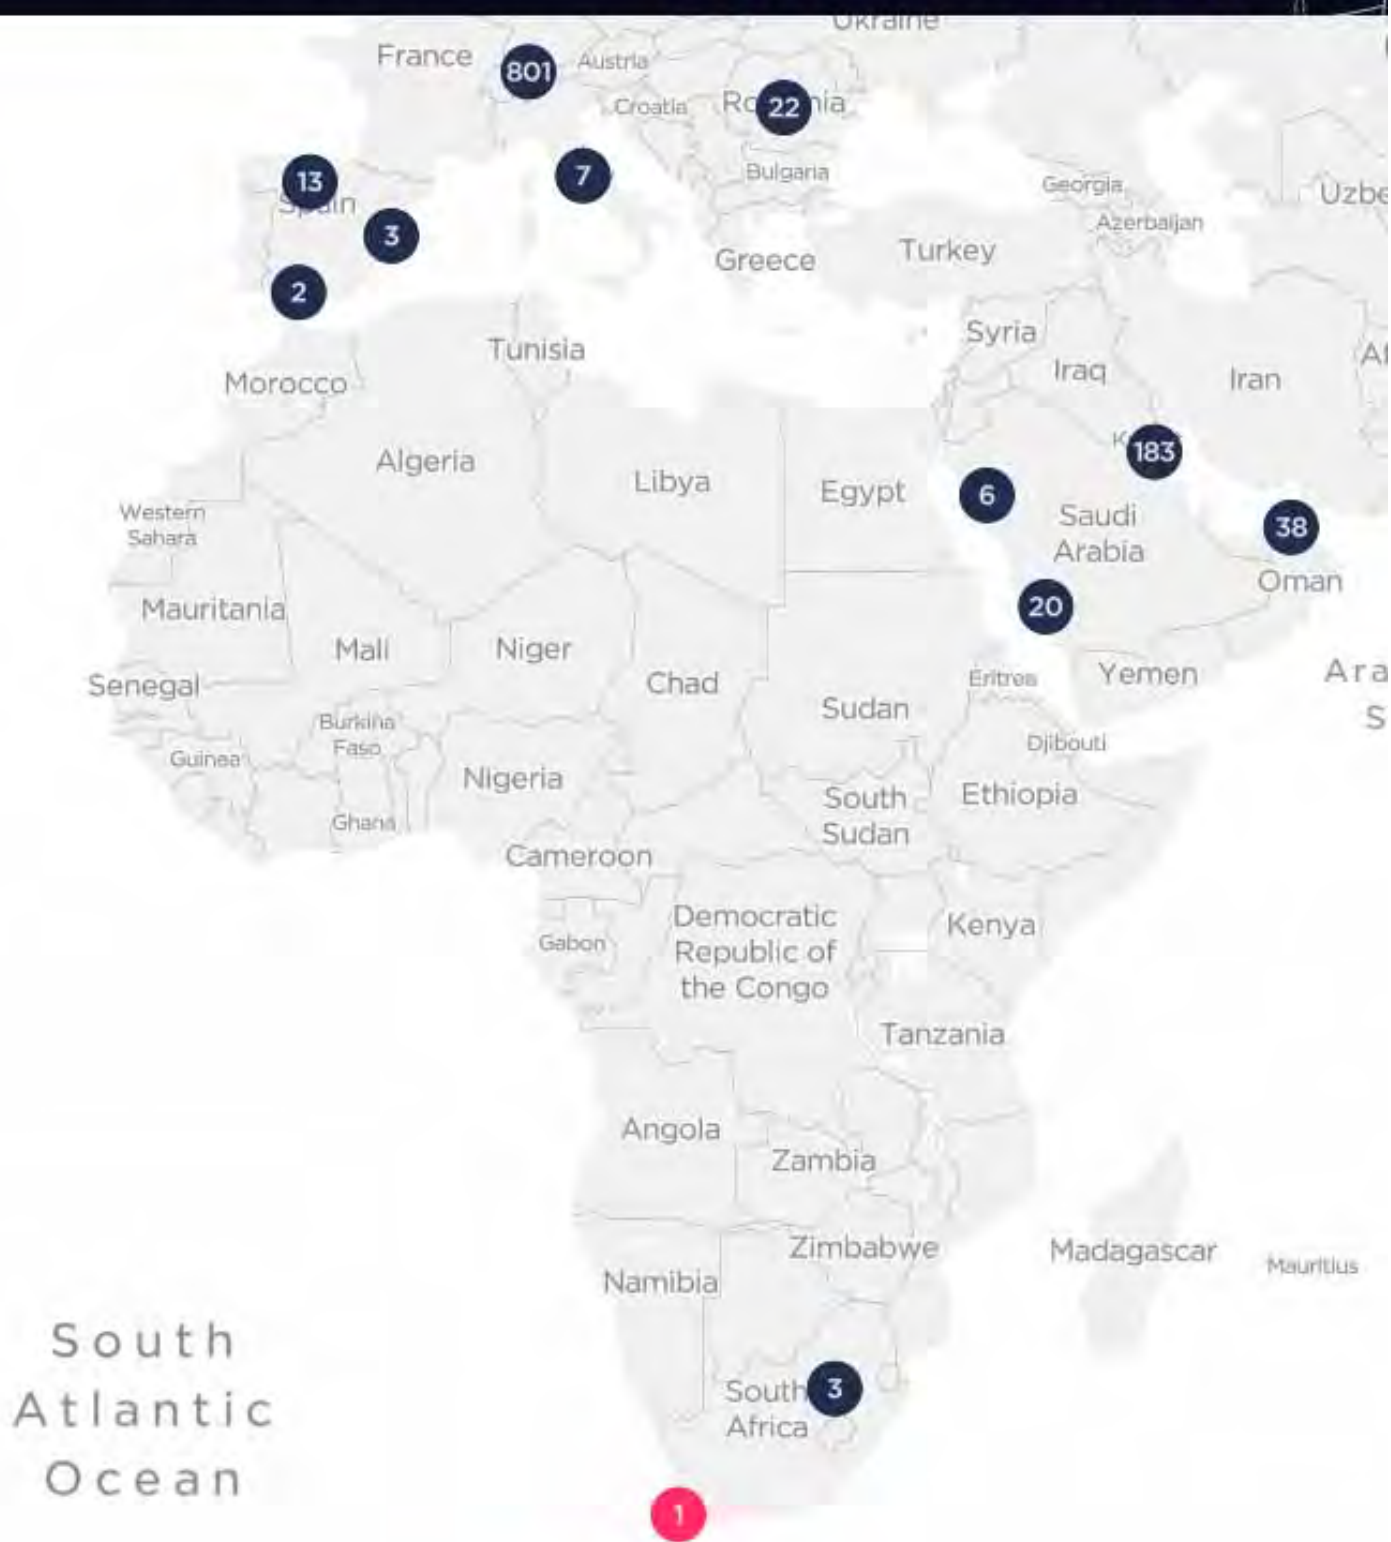 Ukraine
France
801
Austria
22
Croatia
13
7
Bulgaria
Georgia
Uzbe
Spain
3
Azerbaijan
Greece
Turkey
2
Syria
Tunisia
Iraq
Iran
Morocco
183
Algeria
Libya
Egypt
6
Western
Sahara
Saudi
Arabia
38
Oman
20
Mauritania
Mali
Niger
Chad
Senegal
Eritrea
Yemen
Ara
S
Burkina
Faso
Sudan
Djibouti
Guinea
Nigeria
South
Sudan
Ethiopia
Ghana
Cameroon
Democratic
Republic of
the Congo
Gabon
Kenya
Tanzania
Angola
Zambia
Zimbabwe
Madagascar
Mauritius
Namibia
South
Atlantic
Ocean
South
Africa
3
1